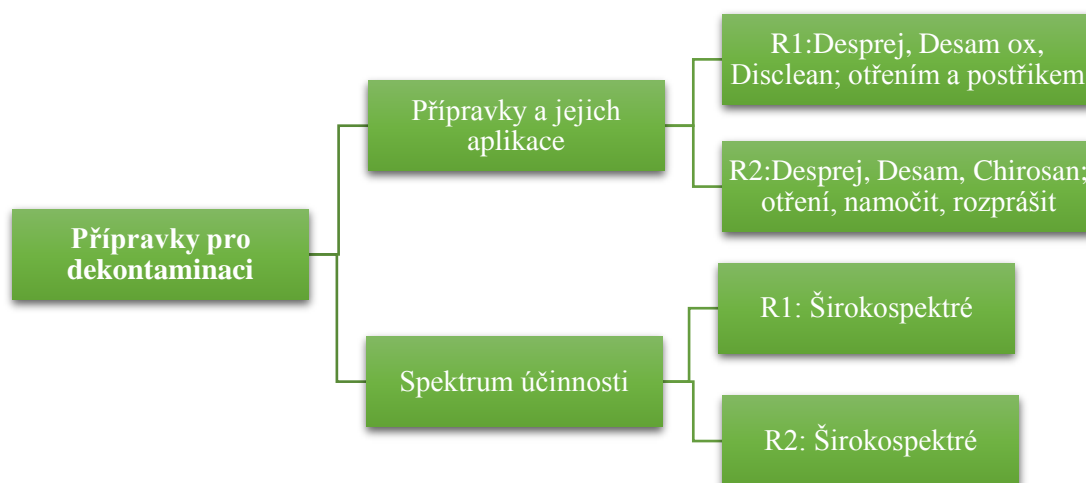 Přípravky pro
dekontaminaci
Přípravky a jejich
aplikace
R1:Desprej, Desam ox,
Disclean; otřením a postřikem
R2:Desprej, Desam, Chirosan;
otření, namočit, rozprášit
Spektrum účinnosti
R1: Širokospektré
R2: Širokospektré